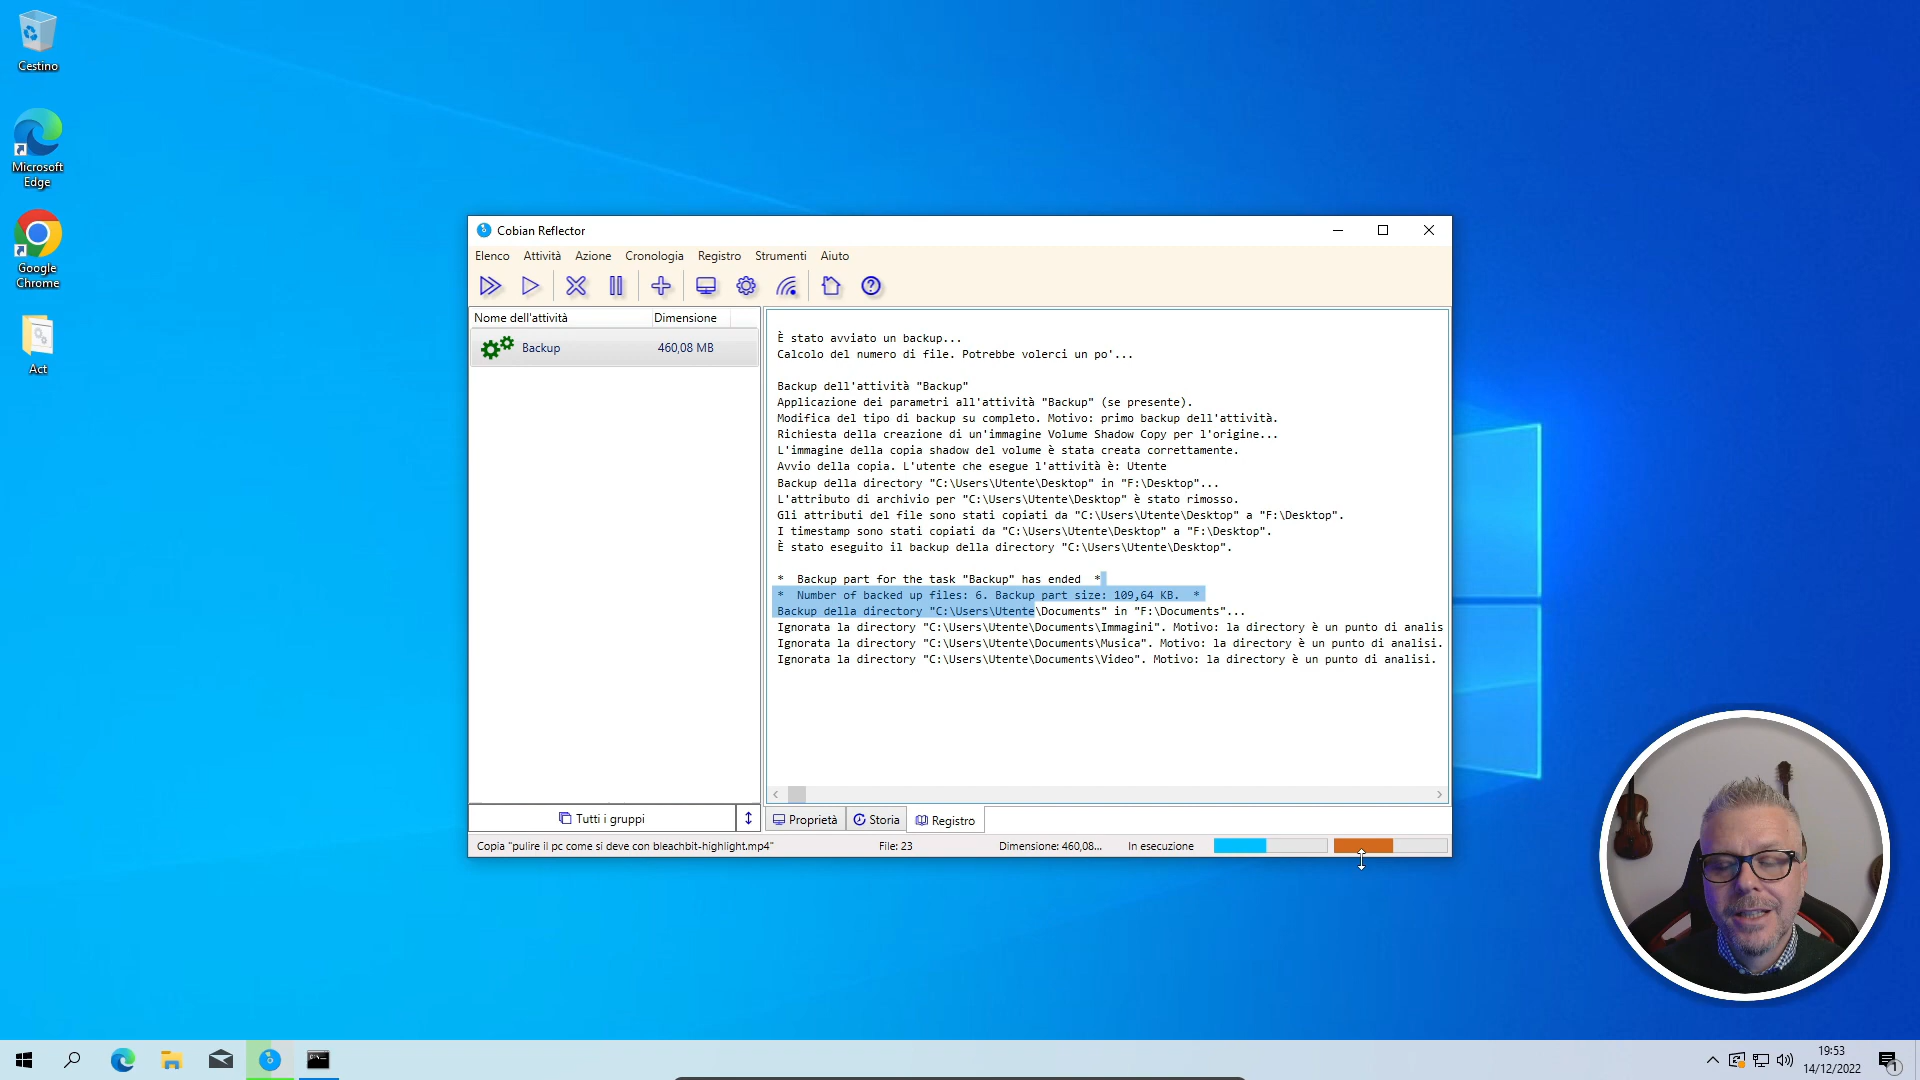 Cestino
Microsoft
Edge
Google
Chrome
Act
Cobian Reflector
Elenco Attività Azione Cronologia Registro Strumenti Aiuto
Nome dell'attività Dimensione
Backup 460,08 MB
È stato avviato un backup...
Calcolo del numero di file. Potrebbe volerci un po'...
Backup dell'attività "Backup"
Applicazione dei parametri all'attività "Backup" (se presente).
Modifica del tipo di backup su completo. Motivo: primo backup dell'attività.
Richiesta della creazione di un'immagine Volume Shadow Copy per l'origine...
L'immagine della copia shadow del volume è stata creata correttamente.
Avvio della copia. L'utente che esegue l'attività è: Utente
Backup della directory "C:\Users\Utente\Desktop" in "F:\Desktop"...
L'attributo di archivio per "C:\Users\Utente\Desktop" è stato rimosso.
Gli attributi del file sono stati copiati da "C:\Users\Utente\Desktop" a "F:\Desktop".
I timestamp sono stati copiati da "C:\Users\Utente\Desktop" a "F:\Desktop".
È stato eseguito il backup della directory "C:\Users\Utente\Desktop".
* Backup part for the task "Backup" has ended *
* Number of backed up files: 6. Backup part size: 109,64 KB. *
Backup della directory "C:\Users\Utente\Documents" in "F:\Documents"...
Ignorata la directory "C:\Users\Utente\Documents\Immagini". Motivo: la directory è un punto di analis
Ignorata la directory "C:\Users\Utente\Documents\Musica". Motivo: la directory è un punto di analisi.
Ignorata la directory "C:\Users\Utente\Documents\Video". Motivo: la directory è un punto di analisi.
Tutti i gruppi
Proprietà Storia Registro
Copia "pulire il pc come si deve con bleachbit-highlight.mp4" File: 23 Dimensione: 460,08... In esecuzione
19:53
14/12/2022
1